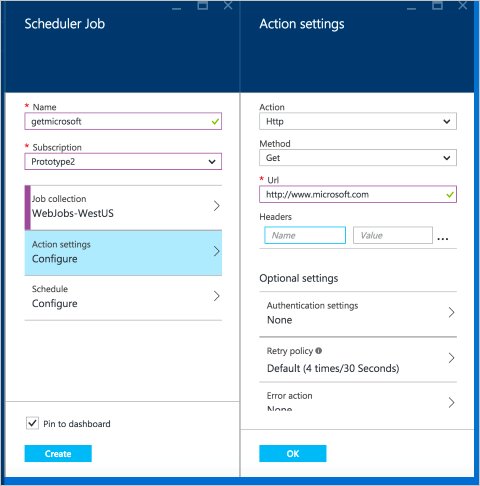 Scheduler Job
* Name
getmicrosoft
* Subscription
Prototype2
Job collection
WebJobs-WestUS
Action settings
Configure
Schedule
Configure
Pin to dashboard
Create
Action settings
Action
Http
Method
Get
* Url
http://www.microsoft.com
Headers
Name
Value
...
Optional settings
Authentication settings
None
Retry policy
Default (4 times/30 Seconds)
Error action
None
OK